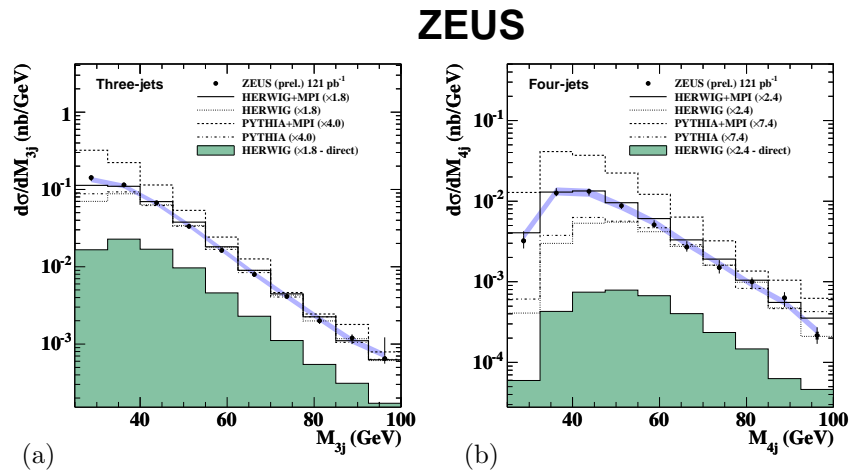 ZEUS
dσ/dM3j (nb/GeV)
Three-jets
ZEUS (prel.) 121 pb-1
HERWIG+MPI (×1.8)
HERWIG (×1.8)
PYTHIA+MPI (×4.0)
PYTHIA (×4.0)
HERWIG (×1.8 - direct)
1
10-1
10-2
10-3
40 60 80 100
M3j (GeV)
(a)
dσ/dM4j (nb/GeV)
Four-jets
ZEUS (prel.) 121 pb-1
HERWIG+MPI (×2.4)
HERWIG (×2.4)
PYTHIA+MPI (×7.4)
PYTHIA (×7.4)
HERWIG (×2.4 - direct)
10-1
10-2
10-3
10-4
40 60 80 100
M4j (GeV)
(b)